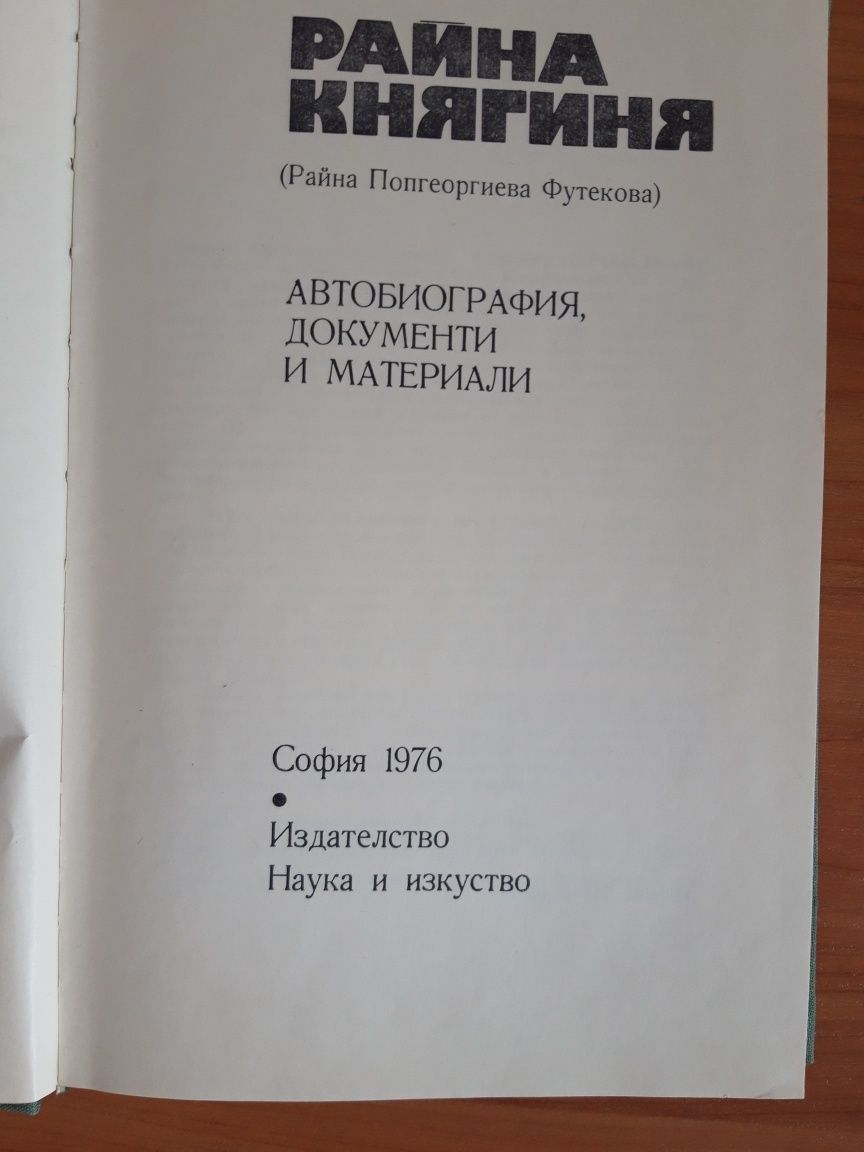 РАЙНА
КНЯГИНЯ
(Райна Попгеоргиева Футекова)
АВТОБИОГРАФИЯ,
ДОКУМЕНТИ
И МАТЕРИАЛИ
София 1976
•
Издателство
Наука и изкуство